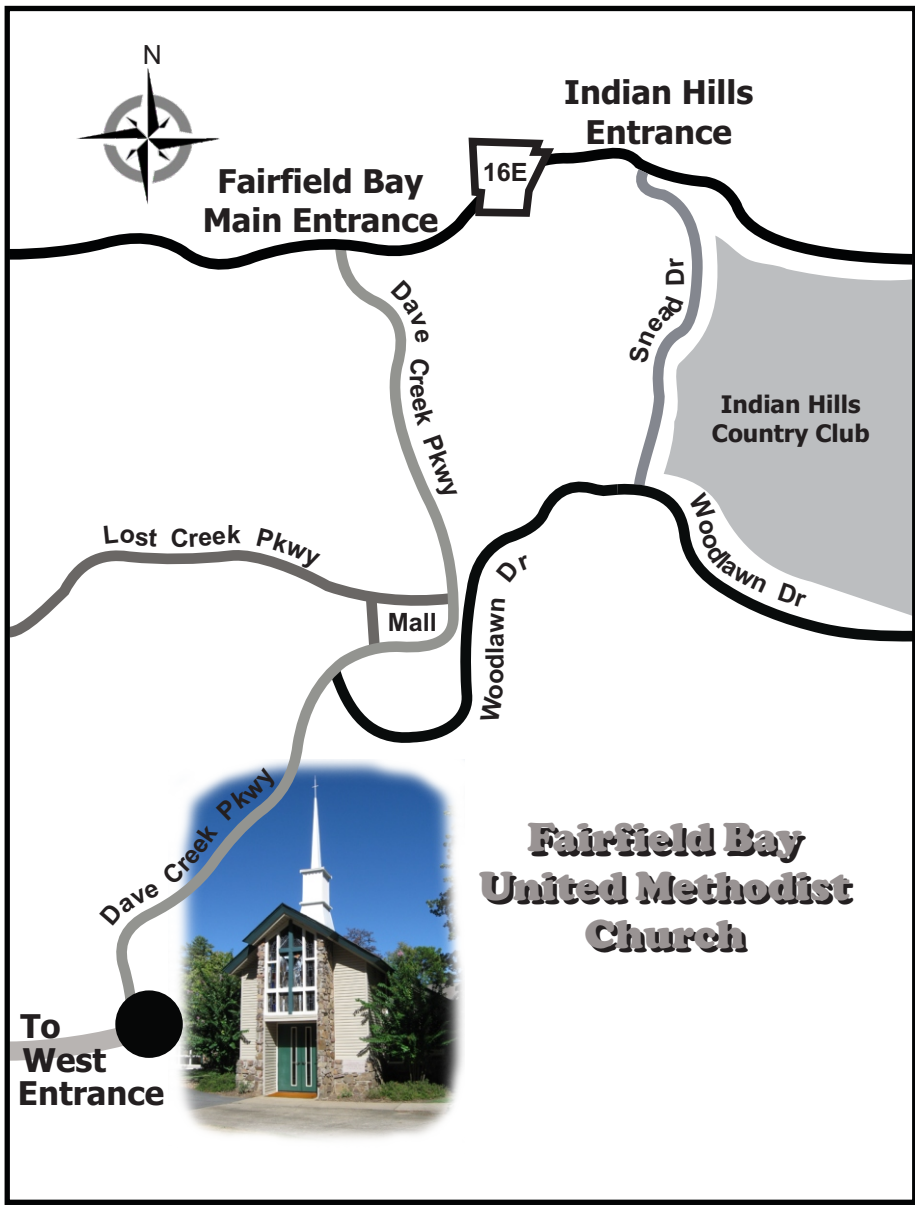 N
Indian Hills
Entrance
16E
Fairfield Bay
Main Entrance
Dave Creek Pkwy
Snead Dr
Indian Hills
Country Club
Lost Creek Pkwy
Mall
Woodlawn Dr
Woodlawn Dr
Dave Creek Pkwy
Fairfield Bay
United Methodist
Church
To
West
Entrance